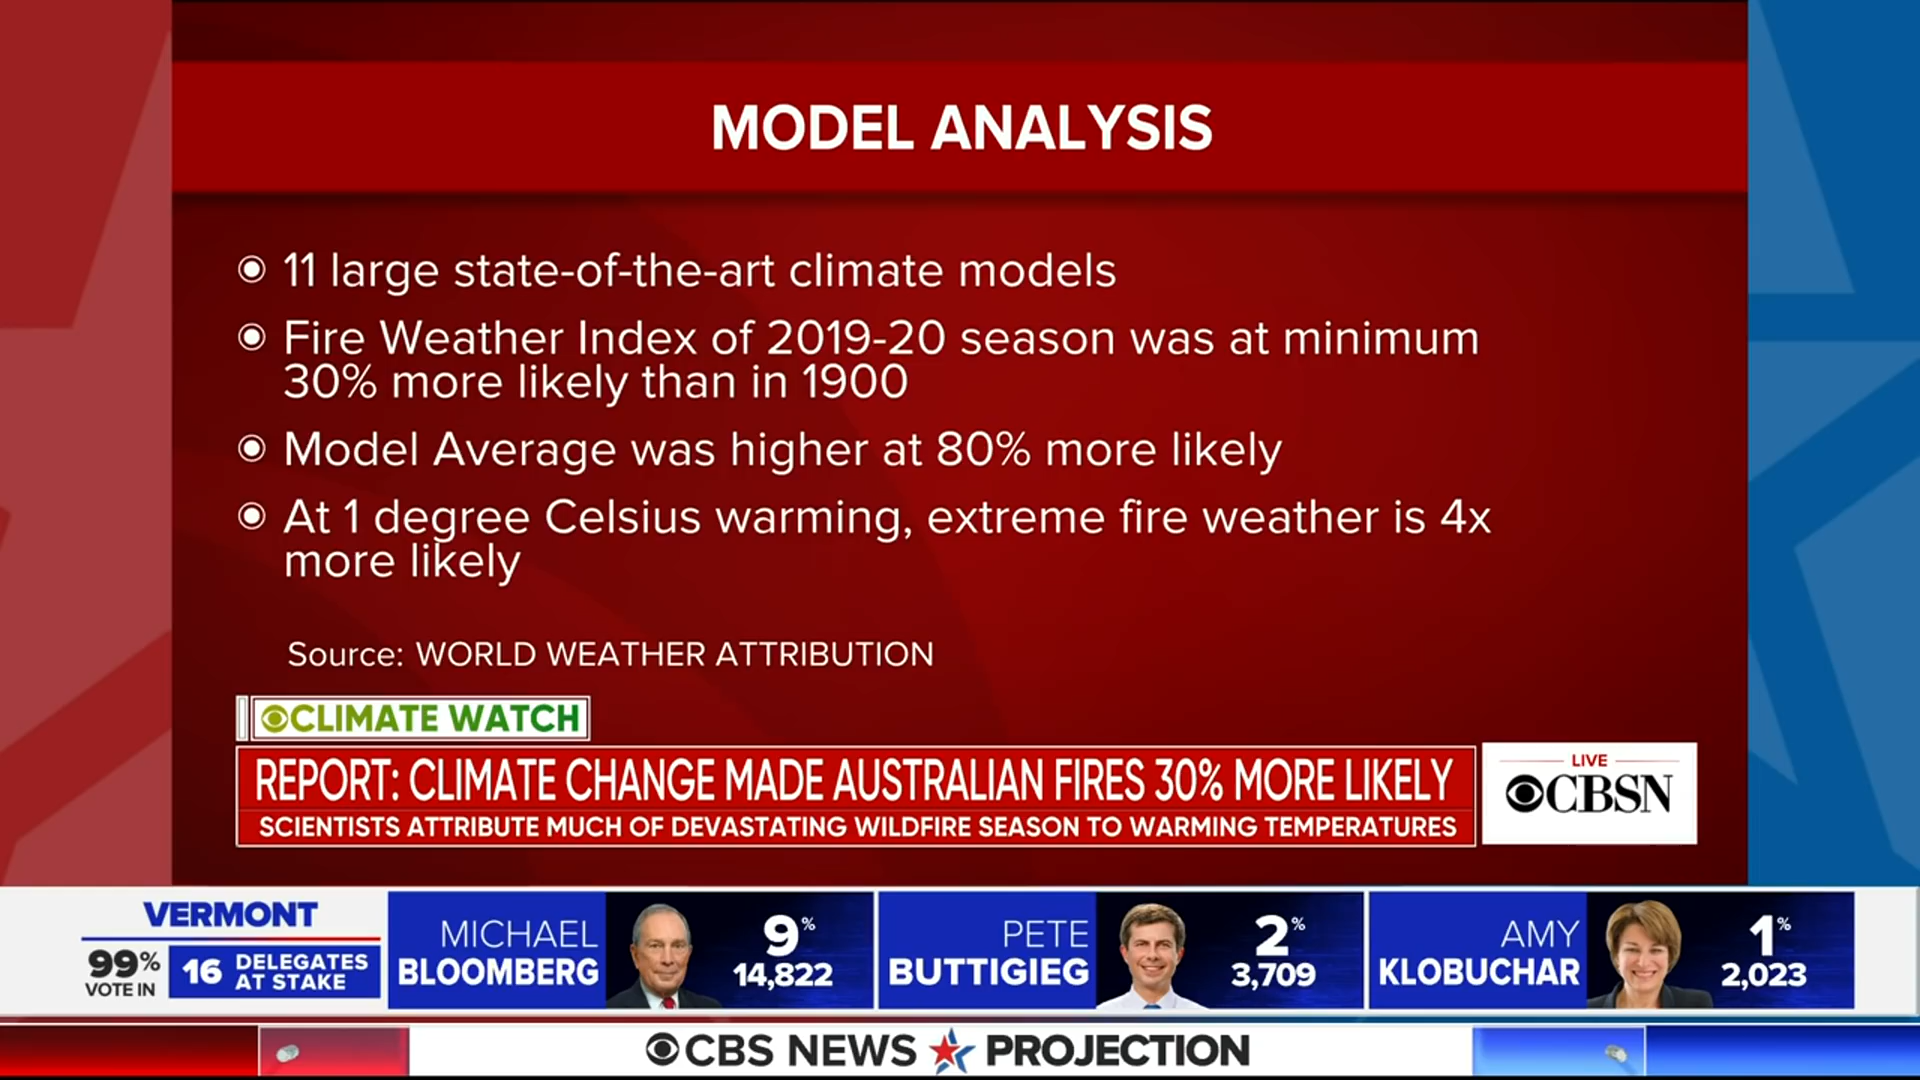 MODEL ANALYSIS
11 large state-of-the-art climate models
Fire Weather Index of 2019-20 season was at minimum
30% more likely than in 1900
Model Average was higher at 80% more likely
At 1 degree Celsius warming, extreme fire weather is 4x
more likely
Source: WORLD WEATHER ATTRIBUTION
CLIMATE WATCH
REPORT: CLIMATE CHANGE MADE AUSTRALIAN FIRES 30% MORE LIKELY
SCIENTISTS ATTRIBUTE MUCH OF DEVASTATING WILDFIRE SEASON TO WARMING TEMPERATURES
LIVE
CBSN
VERMONT
99% VOTE IN
16 DELEGATES AT STAKE
MICHAEL
BLOOMBERG
9%
14,822
PETE
BUTTIGIEG
2%
3,709
AMY
KLOBUCHAR
1%
2,023
CBS NEWS PROJECTION